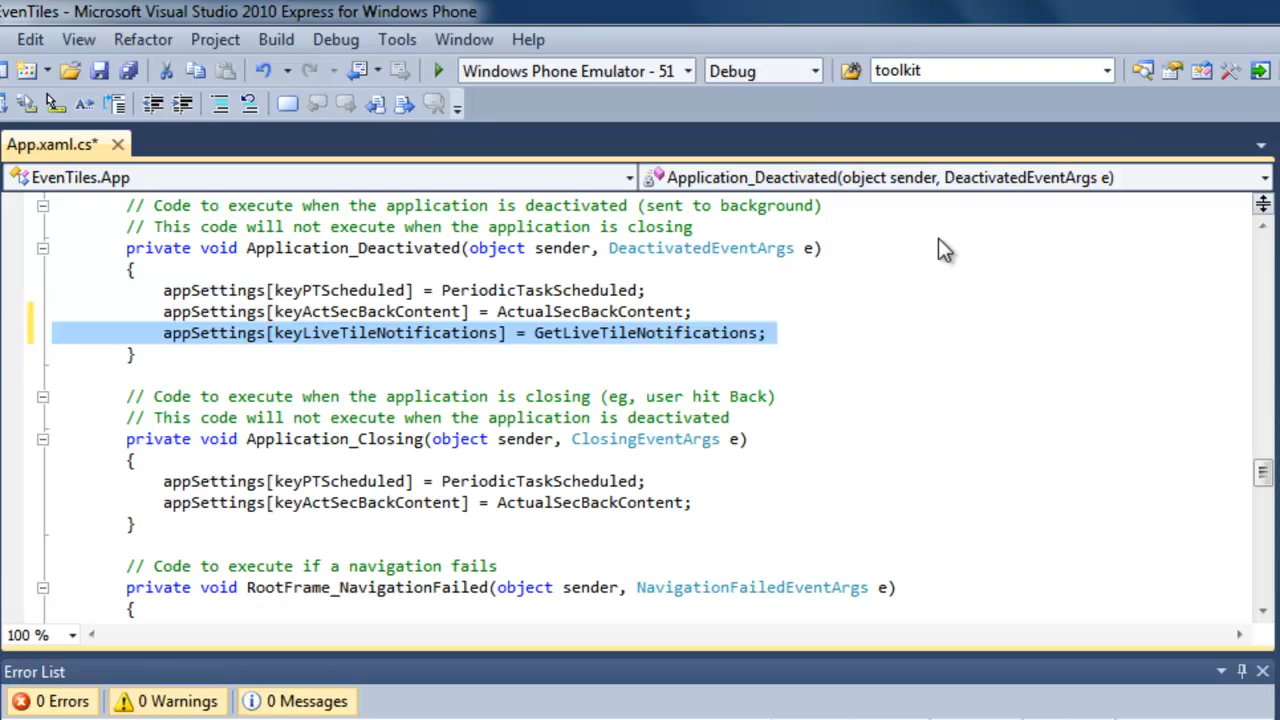 EvenTiles - Microsoft Visual Studio 2010 Express for Windows Phone
Edit View Refactor Project Build Debug Tools Window Help
Windows Phone Emulator - 51 Debug toolkit
App.xaml.cs*
EvenTiles.App Application_Deactivated(object sender, DeactivatedEventArgs e)
// Code to execute when the application is deactivated (sent to background)
// This code will not execute when the application is closing
private void Application_Deactivated(object sender, DeactivatedEventArgs e)
{
appSettings[keyPTScheduled] = PeriodicTaskScheduled;
appSettings[keyActSecBackContent] = ActualSecBackContent;
appSettings[keyLiveTileNotifications] = GetLiveTileNotifications;
}
// Code to execute when the application is closing (eg, user hit Back)
// This code will not execute when the application is deactivated
private void Application_Closing(object sender, ClosingEventArgs e)
{
appSettings[keyPTScheduled] = PeriodicTaskScheduled;
appSettings[keyActSecBackContent] = ActualSecBackContent;
}
// Code to execute if a navigation fails
private void RootFrame_NavigationFailed(object sender, NavigationFailedEventArgs e)
{
100 %
Error List
0 Errors 0 Warnings 0 Messages